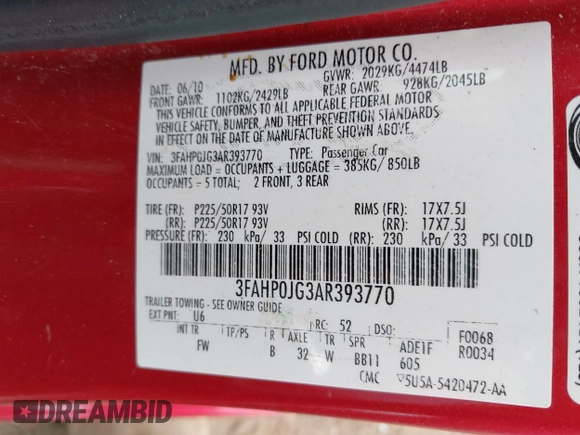 MFD. BY FORD MOTOR CO.
06/10 GVWR: 2029KG/4474LB
FRONT GAWR: 1102KG/2429LB REAR GAWR: 928KG/2045LB
THIS VEHICLE CONFORMS TO ALL APPLICABLE FEDERAL MOTOR
VEHICLE SAFETY, BUMPER, AND THEFT PREVENTION STANDARDS
IN EFFECT ON THE DATE OF MANUFACTURE SHOWN ABOVE.
VIN: 3FAHP0JG3AR393770 TYPE: Passenger Car
MAXIMUM LOAD = OCCUPANTS + LUGGAGE = 385KG/ 850LB
OCCUPANTS = 5 TOTAL; 2 FRONT, 3 REAR
TIRE (FR): P225/50R17 93V RIMS (FR): 17X7.5J
(RR): P225/50R17 93V (RR): 17X7.5J
PRESSURE (FR): 230 kPa/ 33 PSI COLD (RR): 230 kPa/ 33 PSI COLD
3FAHP0JG3AR393770
TRAILER TOWING - SEE OWNER GUIDE
EXT PNT: U6 RC: 52 DSO: F0068
INT TR TP/PS R AXLE TR SPR ADE1F R0034
FW B 32 W BB11 605
CMC ▽5U5A-5420472-AA
DREAMBID